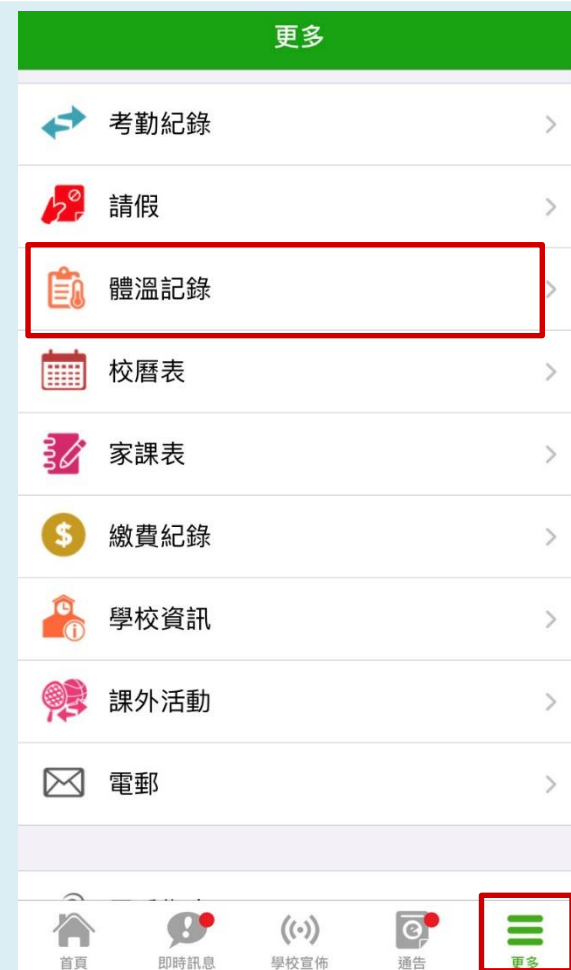 更多
考勤紀錄
請假
體溫記錄
校曆表
家課表
繳費紀錄
學校資訊
課外活動
電郵
首頁 即時訊息 學校宣佈 通告 更多